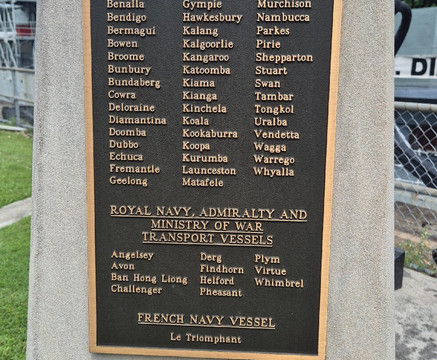 Benalla Gympie Murchison
Bendigo Hawkesbury Nambucca
Bermagui Kalang Parkes
Bowen Kalgoorlie Pirie
Broome Kangaroo Shepparton
Bunbury Katoomba Stuart
Bundaberg Kiama Swan
Cowra Kianga Tambar
Deloraine Kinchela Tongkol
Diamantina Koala Uralba
Doomba Kookaburra Vendetta
Dubbo Koopa Wagga
Echuca Kurumba Warrego
Fremantle Launceston Whyalla
Geelong Matafele
ROYAL NAVY, ADMIRALTY AND
MINISTRY OF WAR
TRANSPORT VESSELS
Angelsey Derg Plym
Avon Findhorn Virtue
Ban Hong Liong Helford Whimbrel
Challenger Pheasant
FRENCH NAVY VESSEL
Le Triomphant
. DI